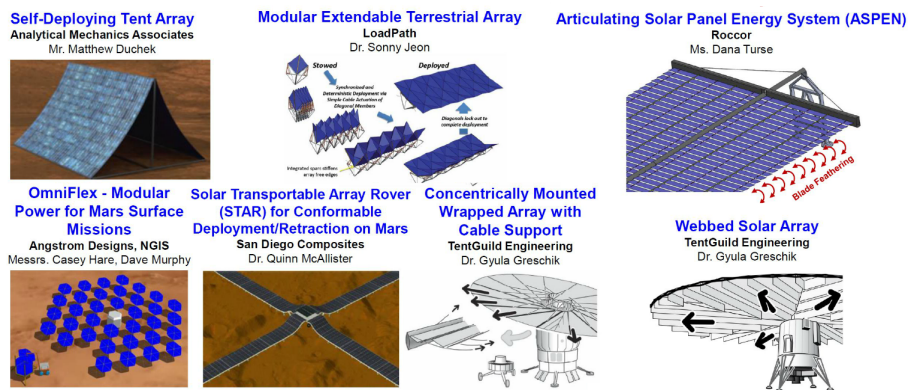 Self-Deploying Tent Array
Analytical Mechanics Associates
Mr. Matthew Duchek
Modular Extendable Terrestrial Array
LoadPath
Dr. Sonny Jeon
Stowed
Deployed
Synchronized and
Deterministic Deployment via
Simple Cable Actuation of
Diagonal Members
Diagonals lock out to
complete deployment
Integrated spars stiffens
array free edges
Articulating Solar Panel Energy System (ASPEN)
Roccor
Ms. Dana Turse
Blade Feathering
OmniFlex - Modular
Power for Mars Surface
Missions
Angstrom Designs, NGIS
Messrs. Casey Hare, Dave Murphy
Solar Transportable Array Rover
(STAR) for Conformable
Deployment/Retraction on Mars
San Diego Composites
Dr. Quinn McAllister
Concentrically Mounted
Wrapped Array with
Cable Support
TentGuild Engineering
Dr. Gyula Greschik
Webbed Solar Array
TentGuild Engineering
Dr. Gyula Greschik